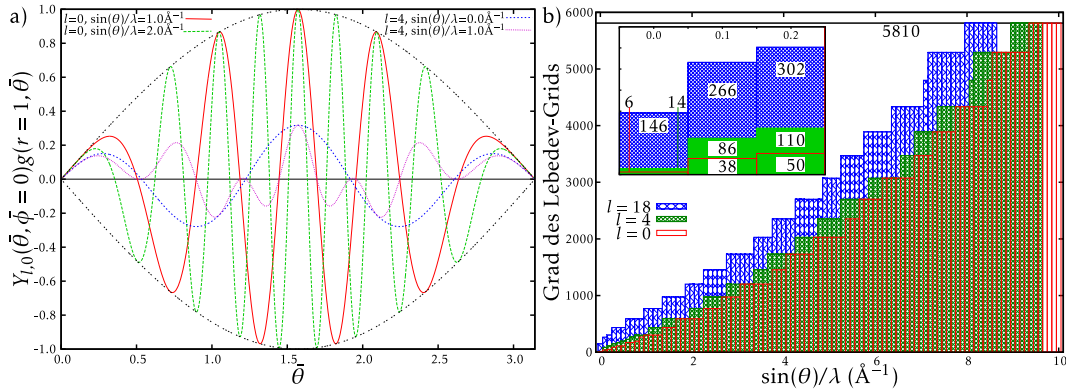 a)
l=0, sin(θ)/λ=1.0Å⁻¹
l=0, sin(θ)/λ=2.0Å⁻¹
l=4, sin(θ)/λ=0.0Å⁻¹
l=4, sin(θ)/λ=1.0Å⁻¹
Y_{l,0}(θ̄,ϕ̄=0)g(r = 1,θ̄)
1.0
0.8
0.6
0.4
0.2
0.0
-0.2
-0.4
-0.6
-0.8
-1.0
0.0 0.5 1.0 1.5 2.0 2.5 3.0
θ̄
b)
Grad des Lebedev-Grids
6000
5000
4000
3000
2000
1000
0
5810
0.0 0.1 0.2
6 14
146
266
302
86
110
38
50
l = 18
l = 4
l = 0
0 2 4 6 8 10
sin(θ)/λ (Å⁻¹)